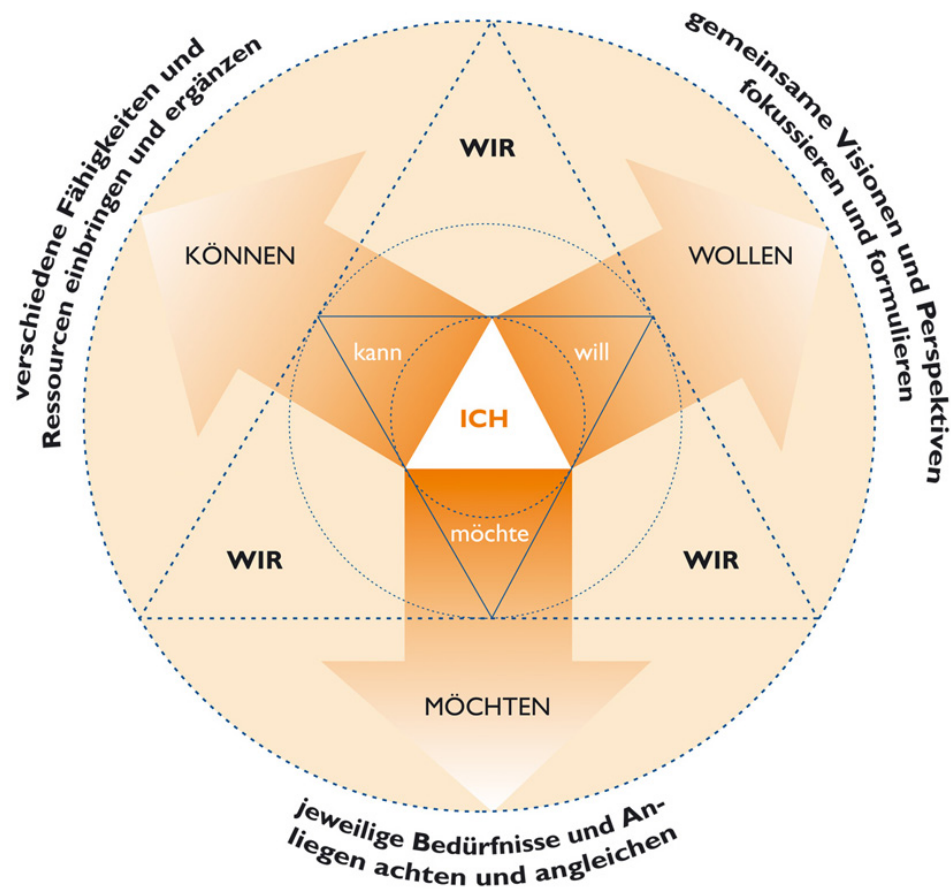 verschiedene Fähigkeiten und
Ressourcen einbringen und ergänzen
gemeinsame Visionen und Perspektiven
fokussieren und formulieren
WIR
KÖNNEN
WOLLEN
kann
will
ICH
möchte
WIR
WIR
MÖCHTEN
jeweilige Bedürfnisse und An-
liegen achten und angleichen